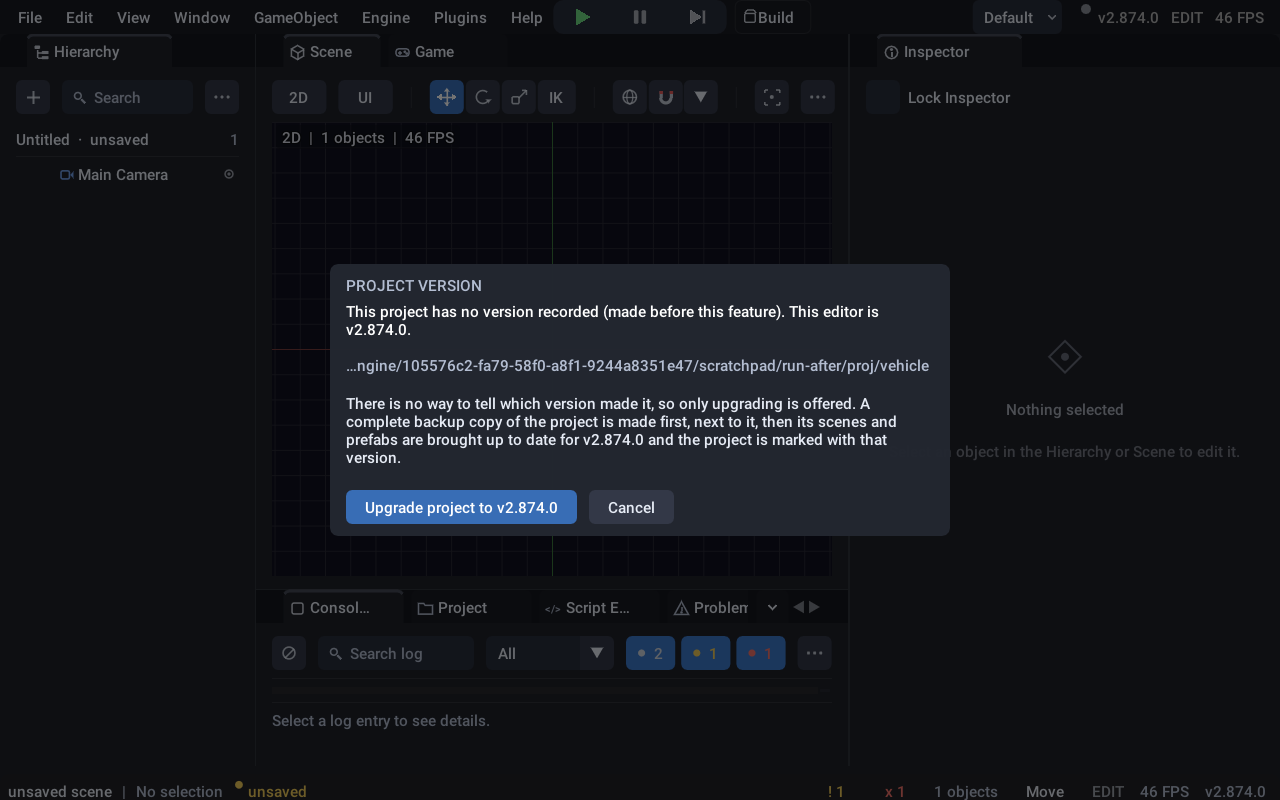 File Edit View Window GameObject Engine Plugins Help Build Default v2.874.0 EDIT 46 FPS
Hierarchy Scene Game Inspector
Search 2D UI IK Lock Inspector
Untitled · unsaved 1
2D | 1 objects | 46 FPS
Main Camera
PROJECT VERSION
This project has no version recorded (made before this feature). This editor is
v2.874.0.
...ngine/105576c2-fa79-58f0-a8f1-9244a8351e47/scratchpad/run-after/proj/vehicle
There is no way to tell which version made it, so only upgrading is offered. A
complete backup copy of the project is made first, next to it, then its scenes and
prefabs are brought up to date for v2.874.0 and the project is marked with that
version.
Upgrade project to v2.874.0 Cancel
Nothing selected
object in the Hierarchy or Scene to edit it.
Consol... Project Script E... Problem
Search log All 2 1 1
Select a log entry to see details.
unsaved scene | No selection unsaved ! 1 x 1 1 objects Move EDIT 46 FPS v2.874.0